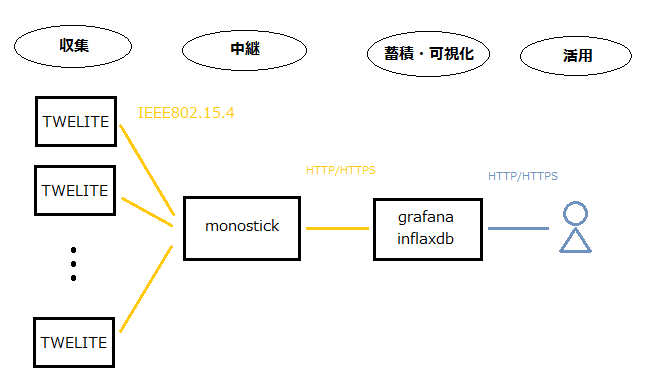 収集
中継
蓄積・可視化
活用
TWELITE
IEEE802.15.4
TWELITE
HTTP/HTTPS
HTTP/HTTPS
monostick
grafana
inflaxdb
TWELITE